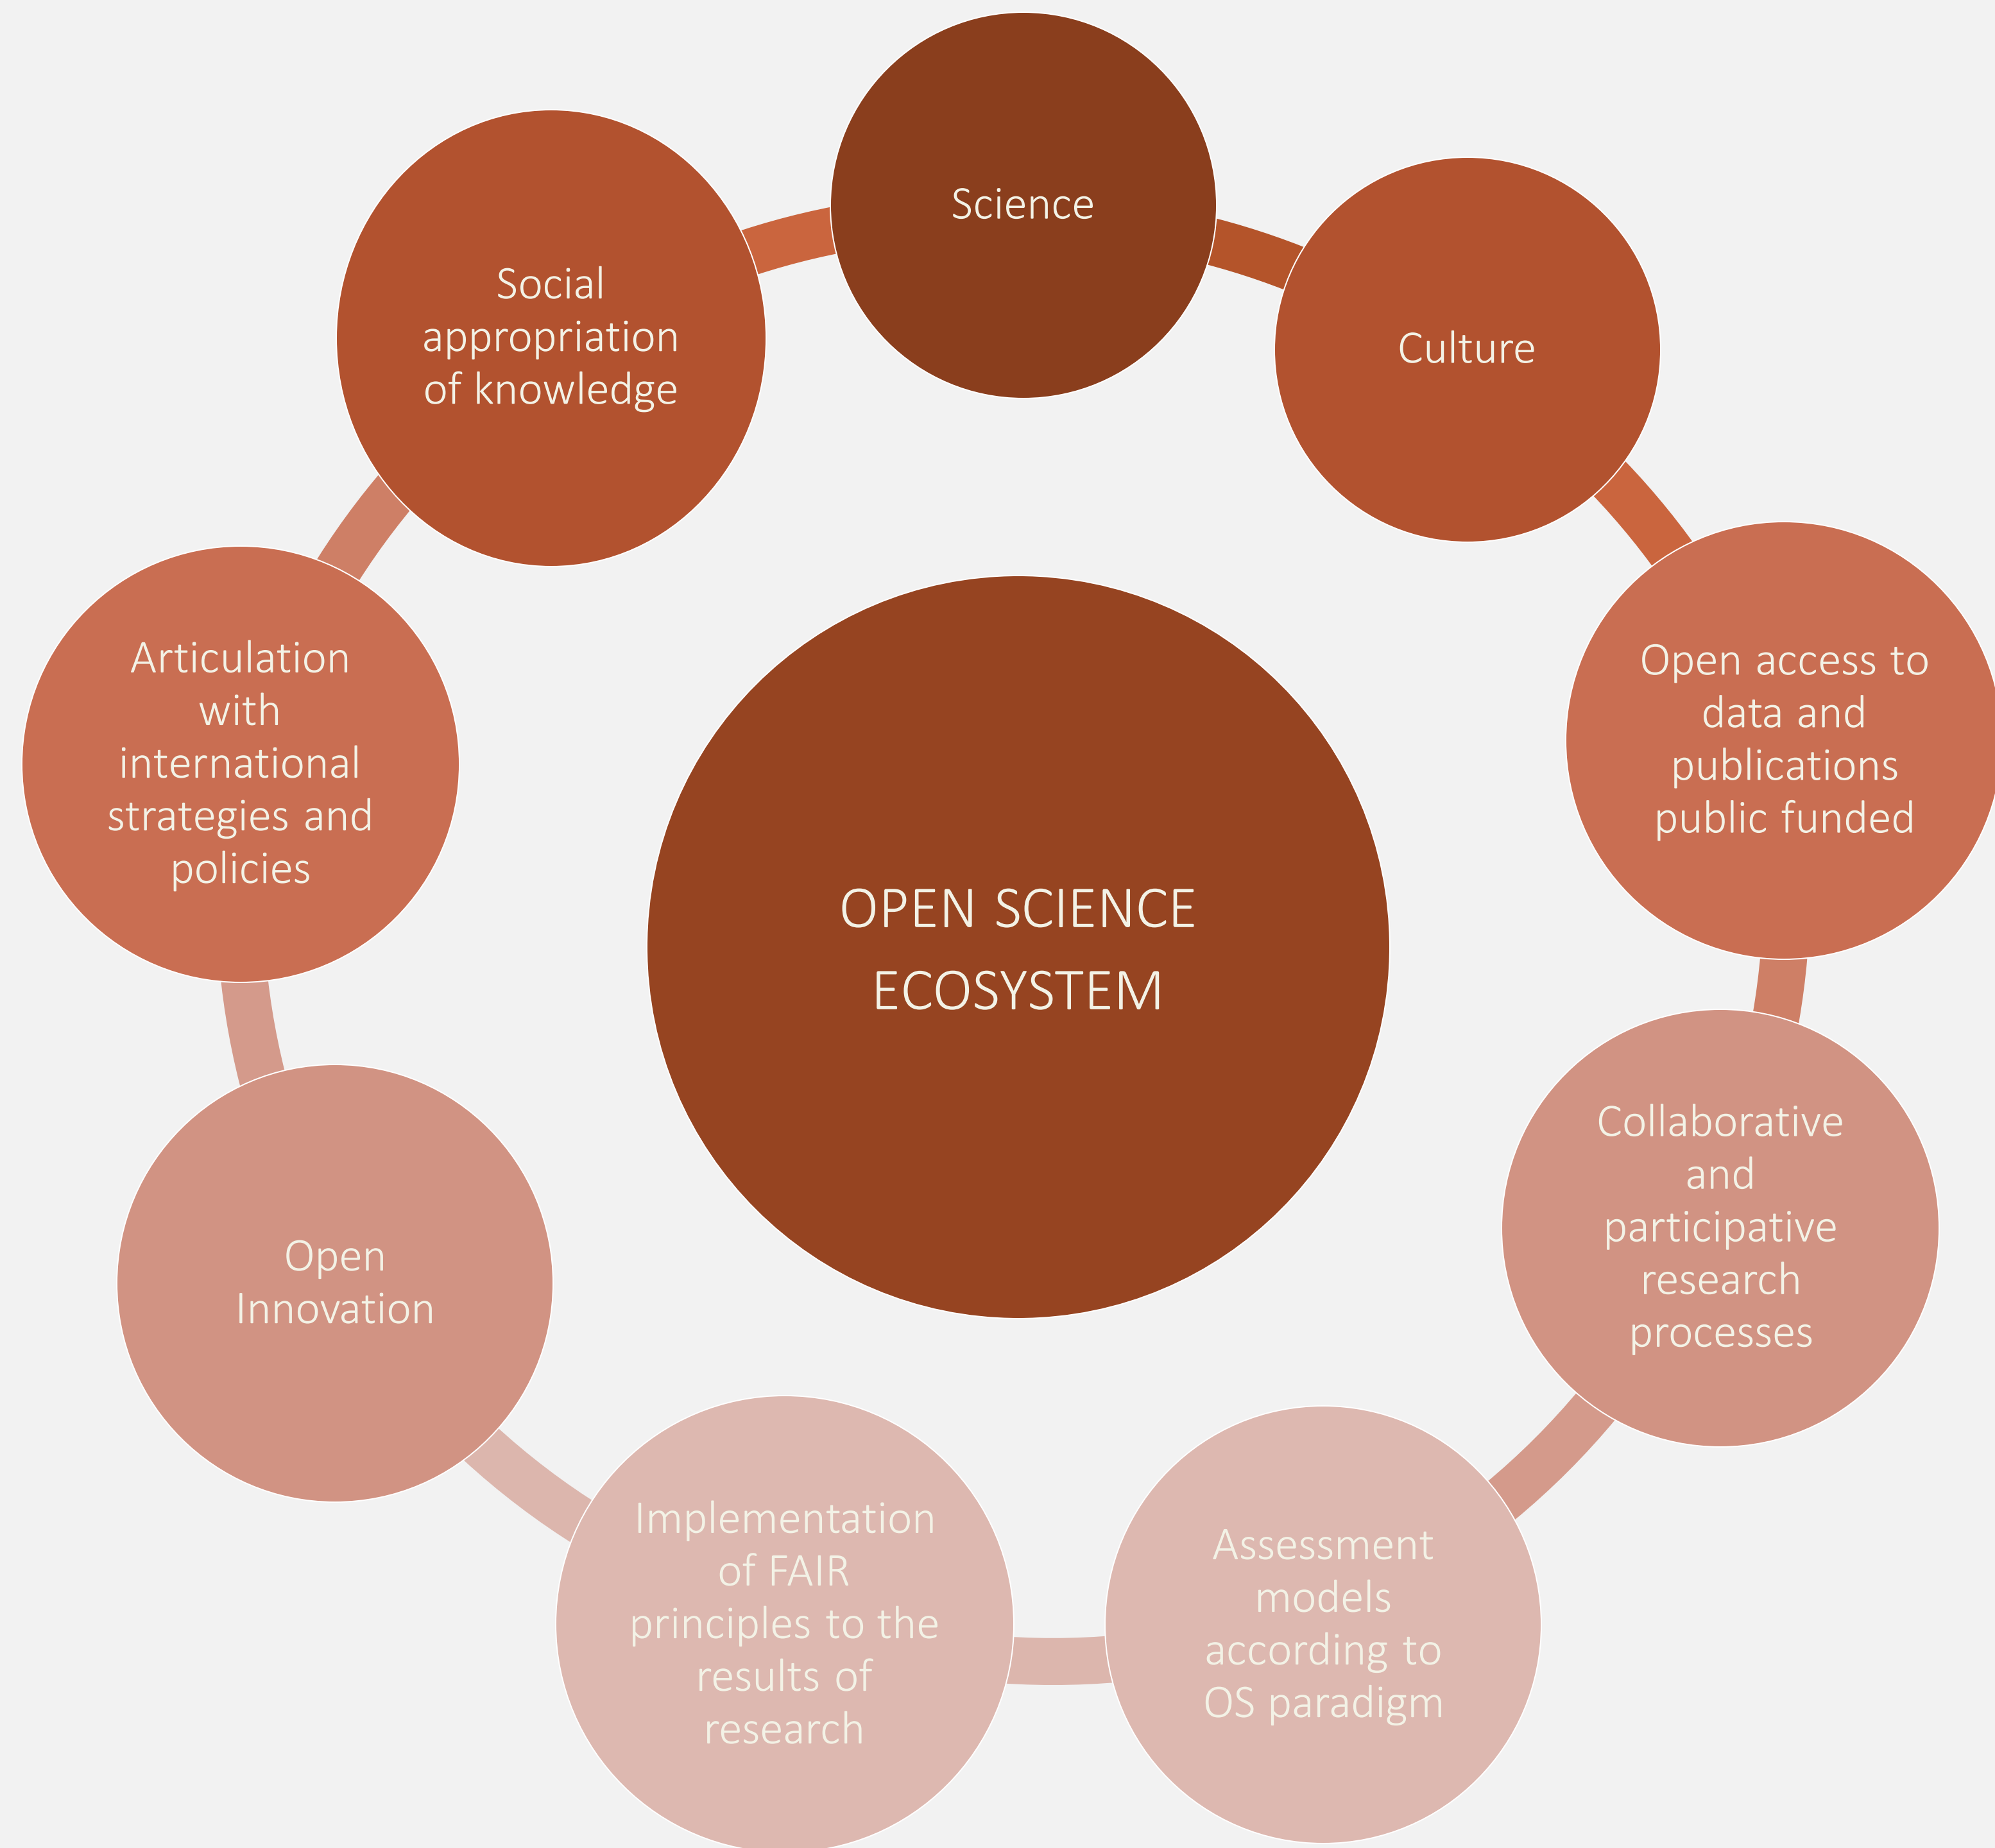 Science
Culture
Open access to
data and
publications
public funded
Collaborative
and
participative
research
processes
Assessment
models
according to
OS paradigm
Implementation
of FAIR
principles to the
results of
research
Open
Innovation
Articulation
with
international
strategies and
policies
Social
appropriation
of knowledge
OPEN SCIENCE
ECOSYSTEM